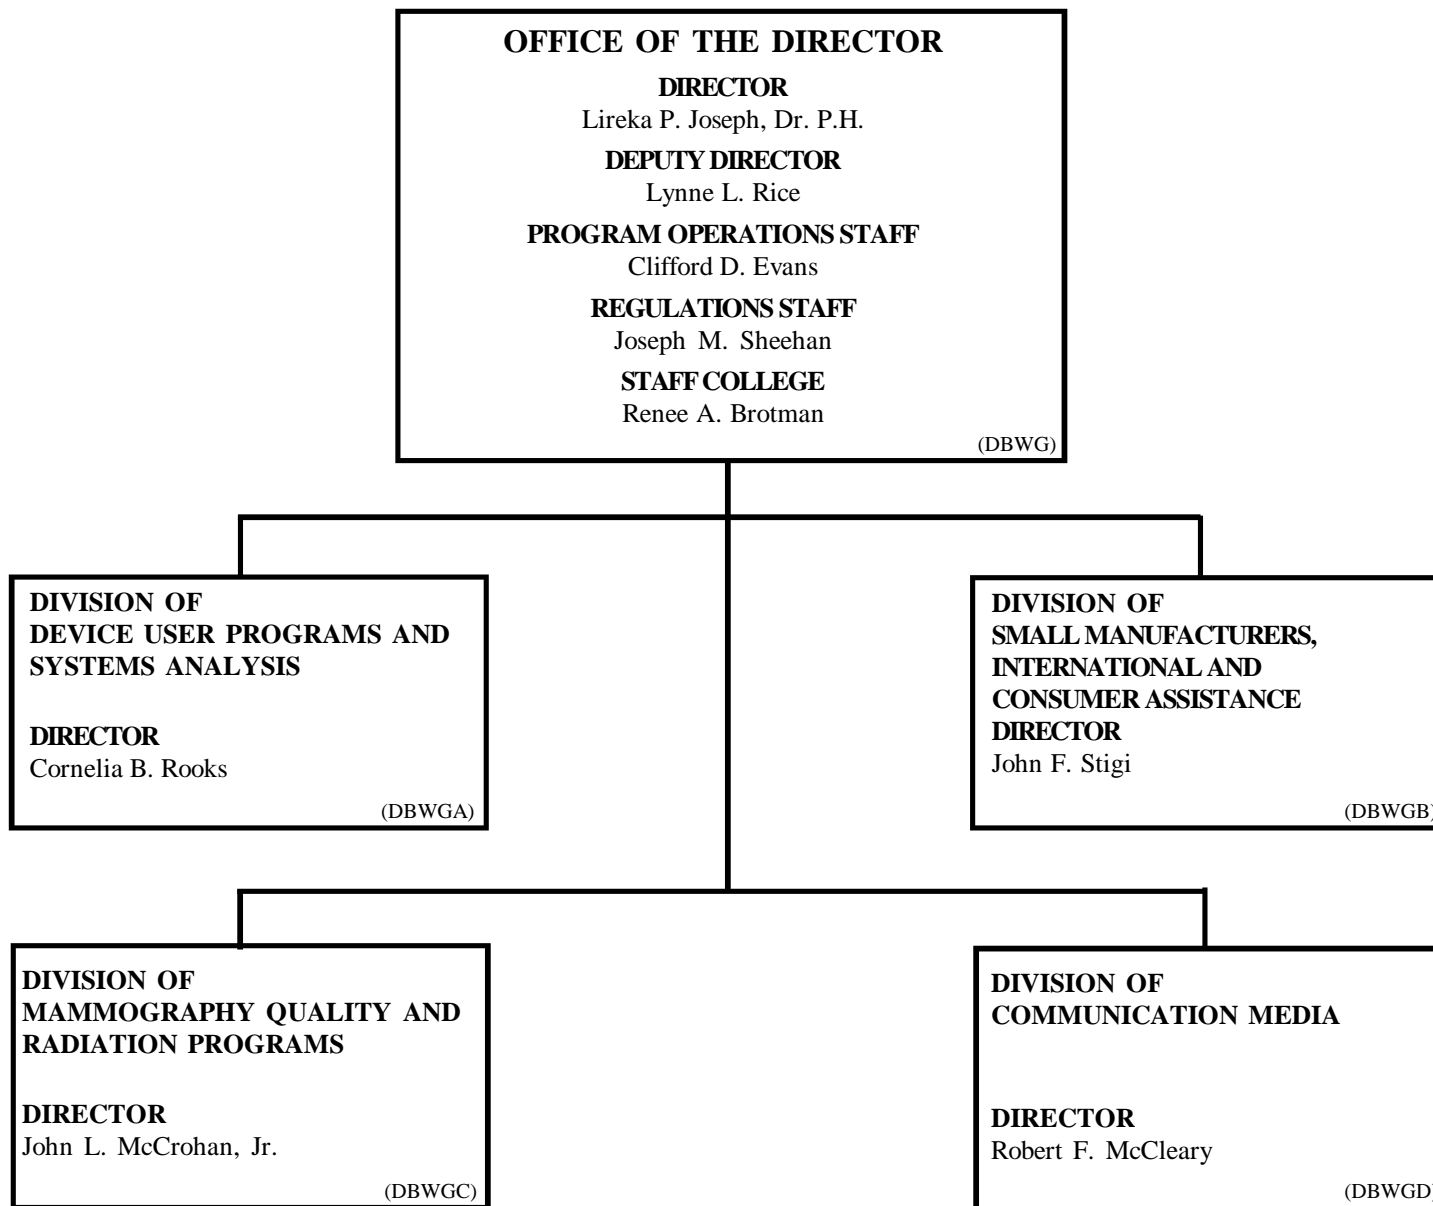 OFFICE OF THE DIRECTOR
DIRECTOR
Lireka P. Joseph, Dr. P.H.
DEPUTY DIRECTOR
Lynne L. Rice
PROGRAM OPERATIONS STAFF
Clifford D. Evans
REGULATIONS STAFF
Joseph M. Sheehan
STAFF COLLEGE
Renee A. Brotman
(DBWG)
DIVISION OF
DEVICE USER PROGRAMS AND
SYSTEMS ANALYSIS
DIRECTOR
Cornelia B. Rooks
(DBWGA)
DIVISION OF
SMALL MANUFACTURERS,
INTERNATIONAL AND
CONSUMER ASSISTANCE
DIRECTOR
John F. Stigi
(DBWGB)
DIVISION OF
MAMMOGRAPHY QUALITY AND
RADIATION PROGRAMS
DIRECTOR
John L. McCrohan, Jr.
(DBWGC)
DIVISION OF
COMMUNICATION MEDIA
DIRECTOR
Robert F. McCleary
(DBWGD)